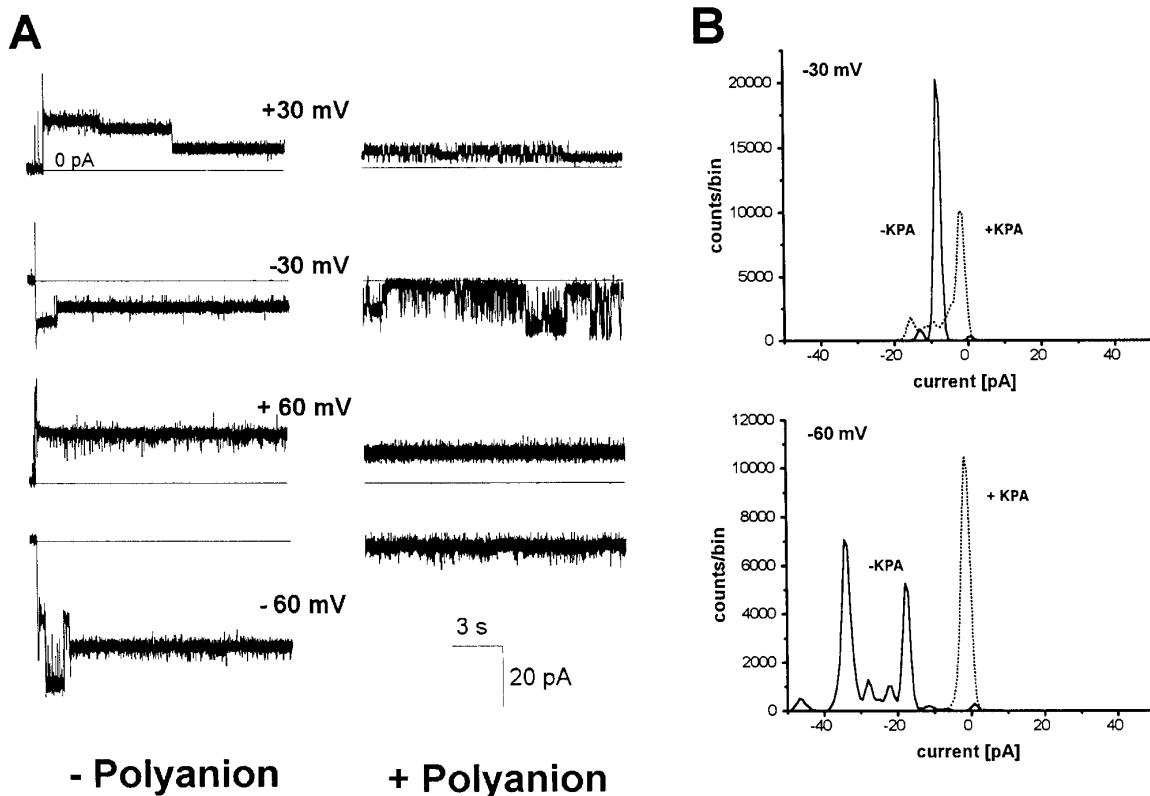 A
+30 mV
0 pA
-30 mV
+ 60 mV
- 60 mV
3 s
20 pA
- Polyanion
+ Polyanion
B
-30 mV
20000
15000
10000
5000
0
counts/bin
-KPA
+KPA
-40
-20
0
20
40
current [pA]
-60 mV
12000
10000
8000
6000
4000
2000
0
counts/bin
+ KPA
-KPA
-40
-20
0
20
40
current [pA]